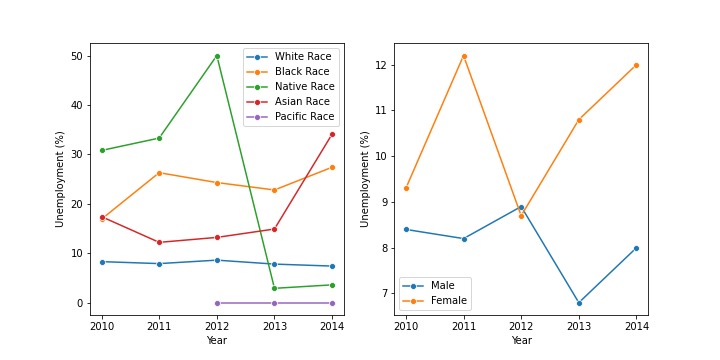 50
40
30
20
10
0
Unemployment (%)
2010 2011 2012 2013 2014
Year
White Race
Black Race
Native Race
Asian Race
Pacific Race
12
11
10
9
8
7
Unemployment (%)
2010 2011 2012 2013 2014
Year
Male
Female